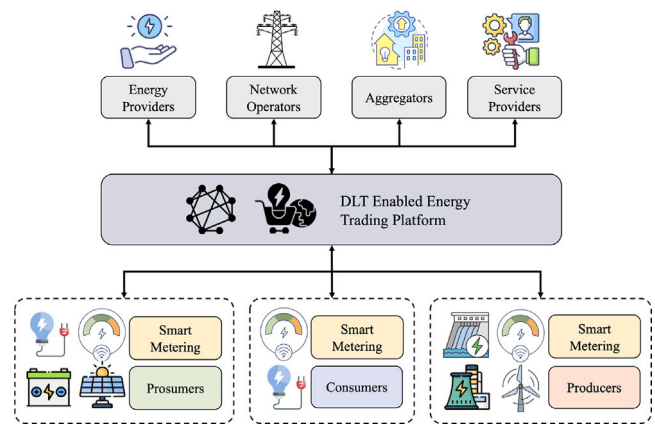 Energy
Providers
Network
Operators
Aggregators
Service
Providers
DLT Enabled Energy
Trading Platform
Smart
Metering
Prosumers
Smart
Metering
Consumers
Smart
Metering
Producers